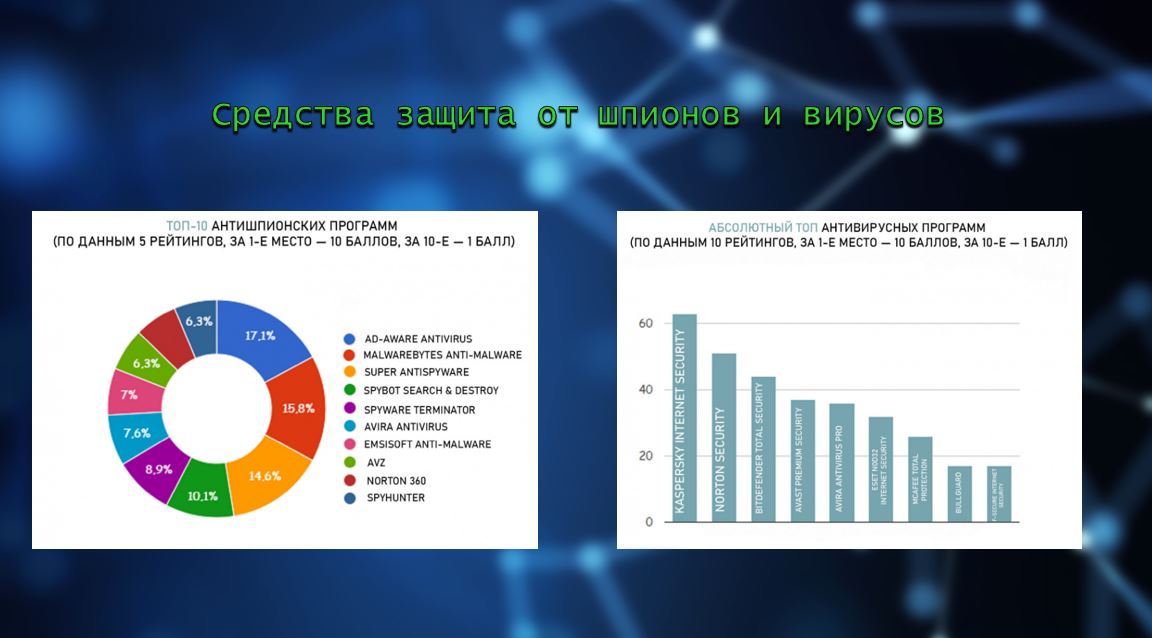 Средства защита от шпионов и вирусов
ТОП-10 АНТИШПИОНСКИХ ПРОГРАММ
(ПО ДАННЫМ 5 РЕЙТИНГОВ, ЗА 1-Е МЕСТО — 10 БАЛЛОВ, ЗА 10-Е — 1 БАЛЛ)
6,3%
17,1%
6,3%
7%
15,8%
7,6%
8,9%
14,6%
10,1%
AD-AWARE ANTIVIRUS
MALWAREBYTES ANTI-MALWARE
SUPER ANTISPYWARE
SPYBOT SEARCH & DESTROY
SPYWARE TERMINATOR
AVIRA ANTIVIRUS
EMSISOFT ANTI-MALWARE
AVZ
NORTON 360
SPYHUNTER
АБСОЛЮТНЫЙ ТОП АНТИВИРУСНЫХ ПРОГРАММ
(ПО ДАННЫМ 10 РЕЙТИНГОВ, ЗА 1-Е МЕСТО — 10 БАЛЛОВ, ЗА 10-Е — 1 БАЛЛ)
60
40
20
0
KASPERSKY INTERNET SECURITY
NORTON SECURITY
BITDEFENDER TOTAL SECURITY
AVAST PREMIUM SECURITY
AVIRA ANTIVIRUS PRO
ESET NOD32
INTERNET SECURITY
MCAFEE TOTAL
PROTECTION
BULLGUARD
F-SECURE INTERNET
SECURITY